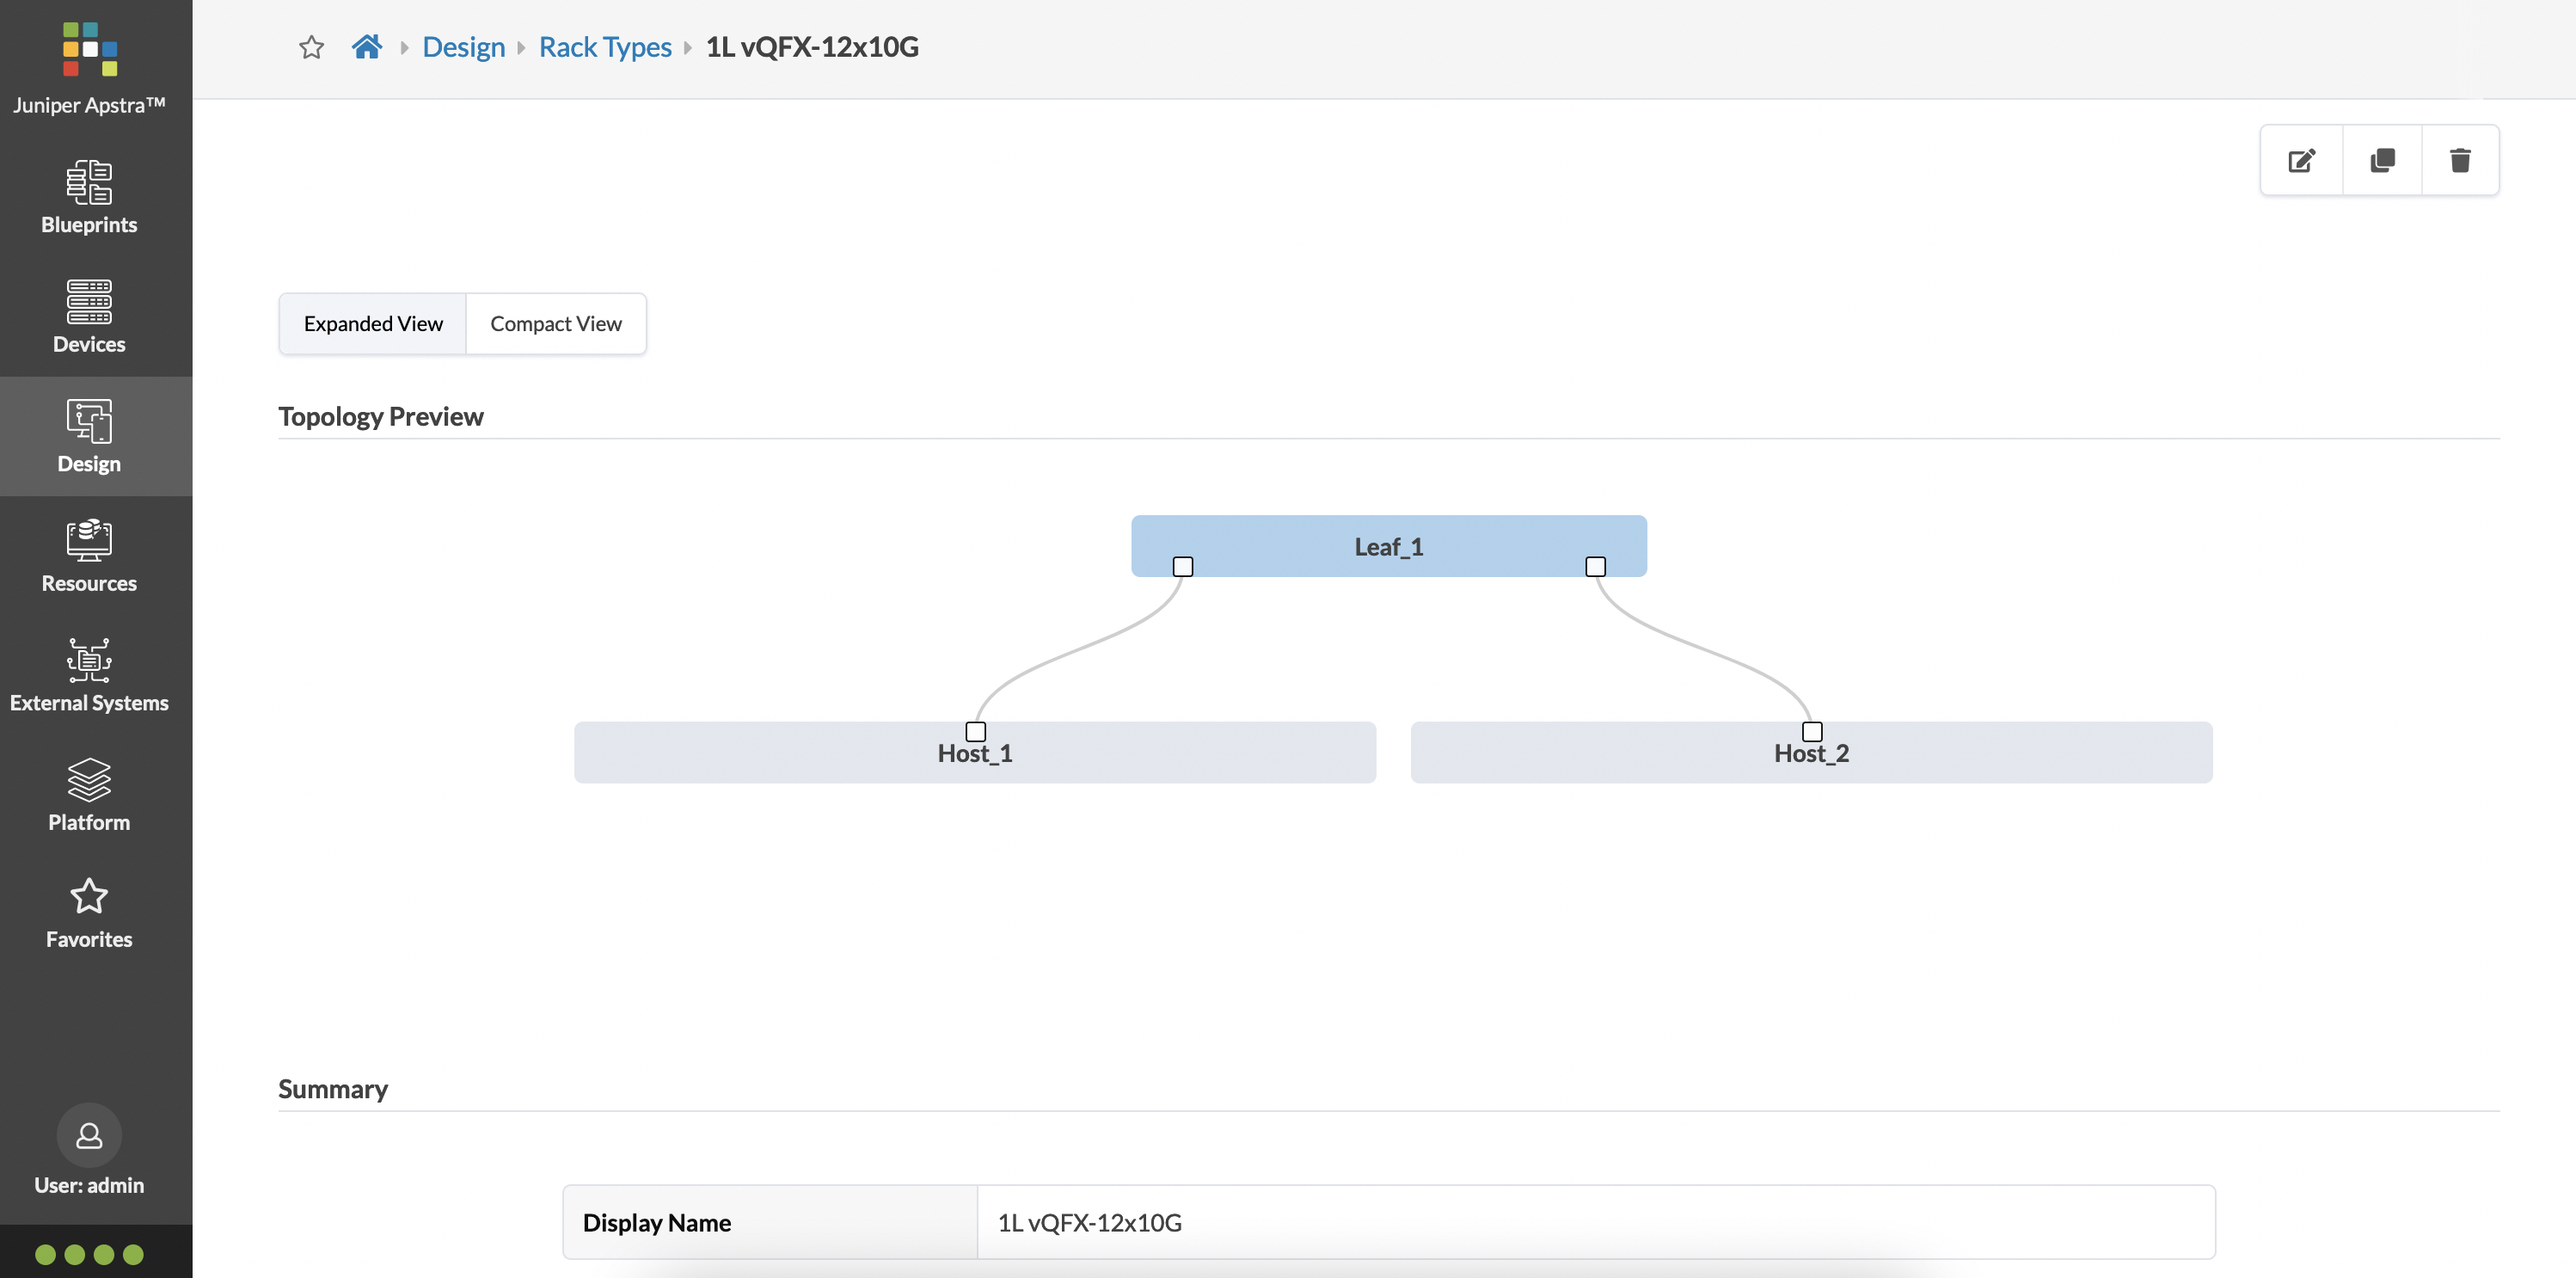 Juniper Apstra™
Blueprints
Devices
Design
Resources
External Systems
Platform
Favorites
User: admin
Design
Rack Types
1L vQFX-12x10G
Expanded View
Compact View
Topology Preview
Leaf_1
Host_1
Host_2
Summary
Display Name
1L vQFX-12x10G